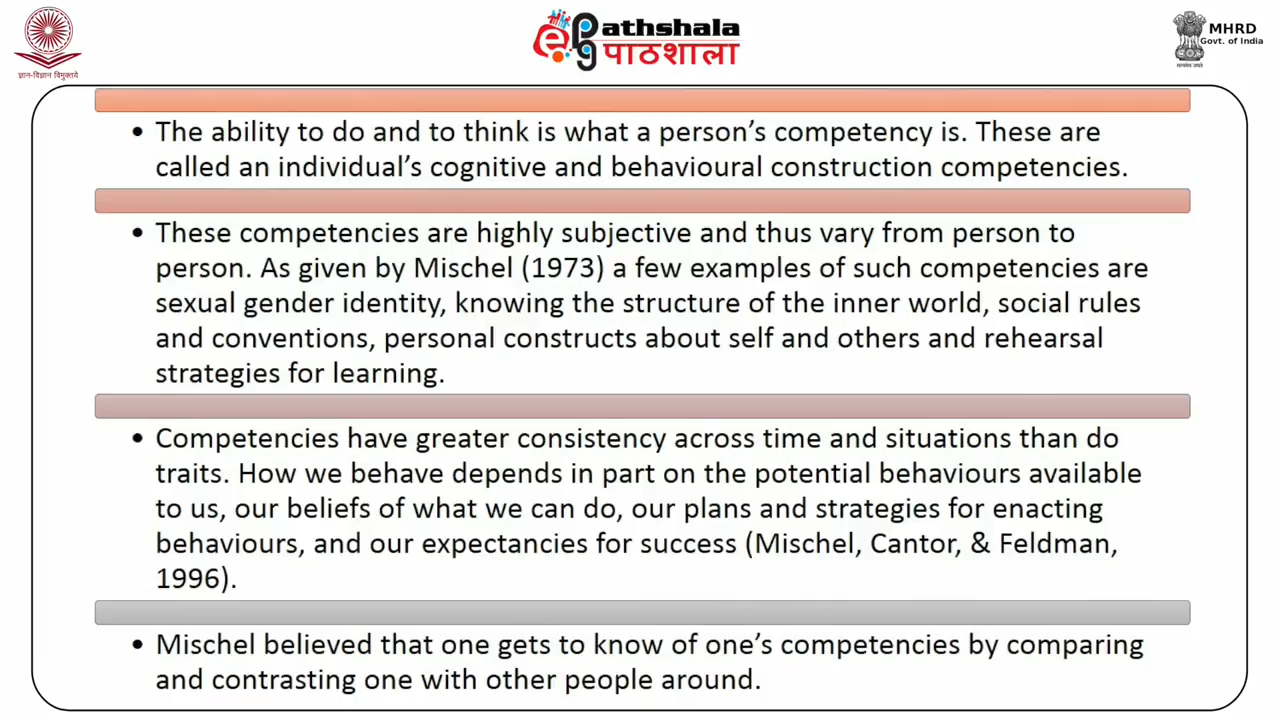 ज्ञान-विज्ञान विमुक्तये
ePG Pathshala
पाठशाला
MHRD
Govt. of India
सत्यमेव जयते
• The ability to do and to think is what a person’s competency is. These are
called an individual’s cognitive and behavioural construction competencies.
• These competencies are highly subjective and thus vary from person to
person. As given by Mischel (1973) a few examples of such competencies are
sexual gender identity, knowing the structure of the inner world, social rules
and conventions, personal constructs about self and others and rehearsal
strategies for learning.
• Competencies have greater consistency across time and situations than do
traits. How we behave depends in part on the potential behaviours available
to us, our beliefs of what we can do, our plans and strategies for enacting
behaviours, and our expectancies for success (Mischel, Cantor, & Feldman,
1996).
• Mischel believed that one gets to know of one’s competencies by comparing
and contrasting one with other people around.